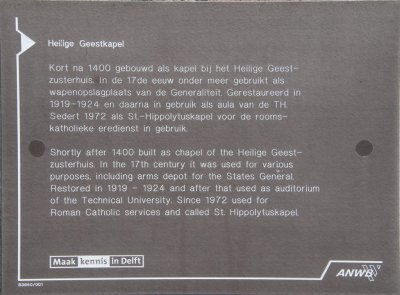 Heilige Geestkapel
Kort na 1400 gebouwd als kapel bij het Heilige Geest-
zusterhuis. In de 17de eeuw onder meer gebruikt als
wapenopslagplaats van de Generaliteit. Gerestaureerd in
1919-1924 en daarna in gebruik als aula van de TH.
Sedert 1972 als St.-Hippolytuskapel voor de rooms-
katholieke eredienst in gebruik.
Shortly after 1400 built as chapel of the Heilige Geest-
zusterhuis. In the 17th century it was used for various
purposes, including arms depot for the States General.
Restored in 1919 - 1924 and after that used as auditorium
of the Technical University. Since 1972 used for
Roman Catholic services and called St. Hippolytuskapel.
Maak kennis in Delft
ANWB